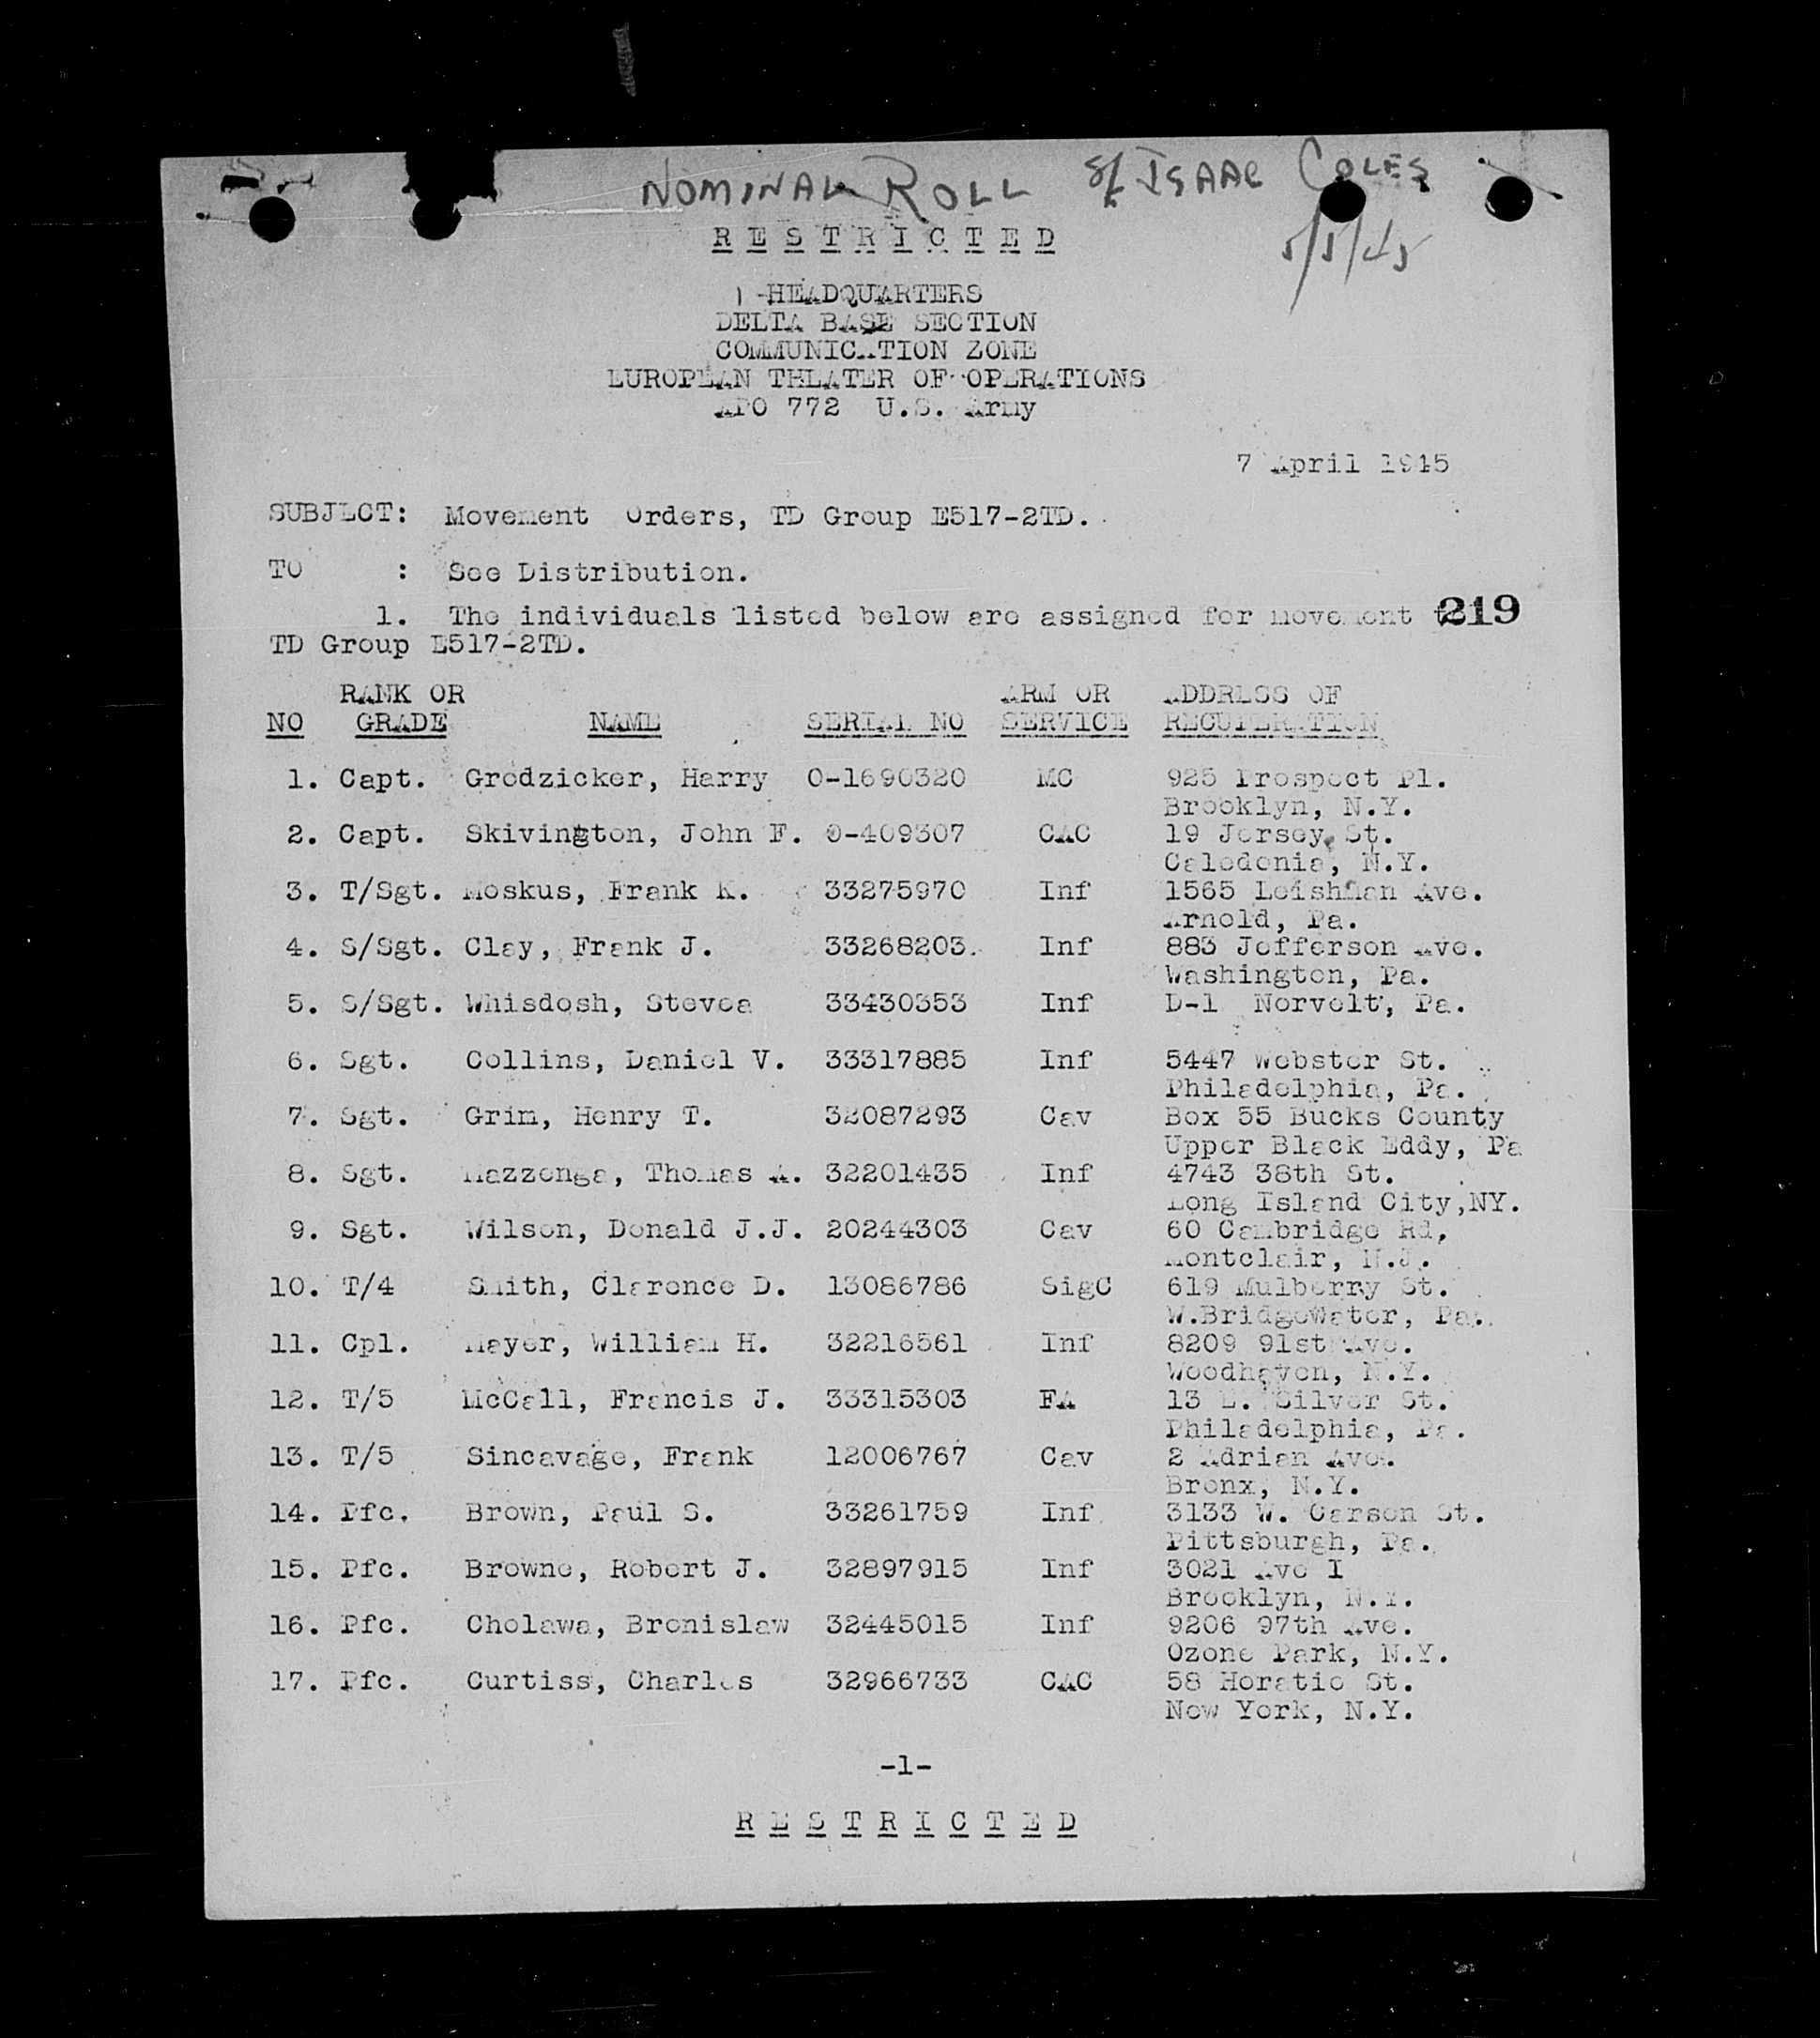 NOMINAL ROLL S/S ISAAC COLES
5/5/45
R E S T R I C T E D
HEADQUARTERS
DELTA BASE SECTION
COMMUNICATION ZONE
EUROPEAN THEATER OF OPERATIONS
APO 772 U.S. Army
7 April 1945
SUBJECT: Movement Orders, TD Group E517-2TD.
TO : See Distribution.
1. The individuals listed below are assigned for movement 219
TD Group E517-2TD.
RANK OR ARM OR ADDRESS OF
NO GRADE NAME SERIAL NO SERVICE RECUPERATION
1. Capt. Grodzicker, Harry O-1690320 MC 925 Prospect Pl.
Brooklyn, N.Y.
2. Capt. Skivington, John F. O-409307 CAC 19 Jersey St.
Caledonia, N.Y.
3. T/Sgt. Moskus, Frank K. 33275970 Inf 1565 Leishman Ave.
Arnold, Pa.
4. S/Sgt. Clay, Frank J. 33268203. Inf 883 Jefferson Ave.
Washington, Pa.
5. S/Sgt. Whisdosh, Stevea 33430353 Inf D-1 Norvelt, Pa.
6. Sgt. Collins, Daniel V. 33317885 Inf 5447 Webster St.
Philadelphia, Pa.
7. Sgt. Grim, Henry T. 32087293 Cav Box 55 Bucks County
Upper Black Eddy, Pa
8. Sgt. Mazzenga, Thomas A. 32201435 Inf 4743 38th St.
Long Island City,NY.
9. Sgt. Wilson, Donald J.J. 20244303 Cav 60 Cambridge Rd,
Montclair, N.J.
10. T/4 Smith, Clarence D. 13086786 SigC 619 Mulberry St.
W.BridgeWater, Pa.
11. Cpl. Mayer, William H. 32216561 Inf 8209 91st Ave.
Woodhaven, N.Y.
12. T/5 McCall, Francis J. 33315303 FA 13 E. Silver St.
Philadelphia, Pa.
13. T/5 Sincavage, Frank 12006767 Cav 2 Adrian Ave.
Bronx, N.Y.
14. Pfc. Brown, Paul S. 33261759 Inf 3133 W. Carson St.
Pittsburgh, Pa.
15. Pfc. Browne, Robert J. 32897915 Inf 3021 Ave I
Brooklyn, N.Y.
16. Pfc. Cholawa, Bronislaw 32445015 Inf 9206 97th Ave.
Ozone Park, N.Y.
17. Pfc. Curtiss, Charles 32966733 CAC 58 Horatio St.
New York, N.Y.
-1-
R E S T R I C T E D